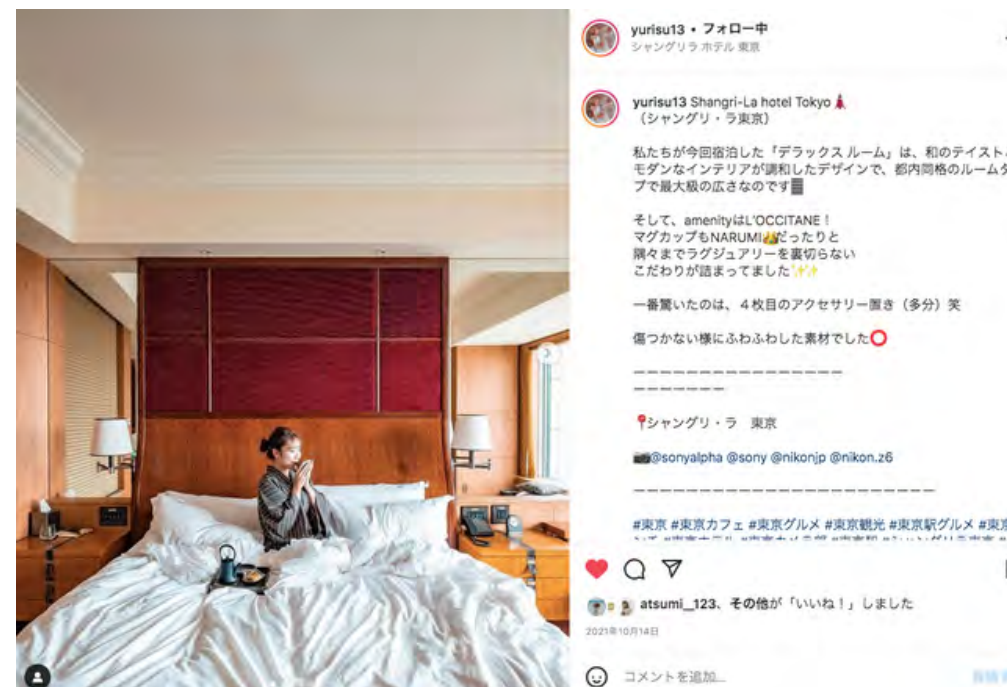 yurisu13 • フォロー中
シャングリラ ホテル 東京
yurisu13 Shangri-La hotel Tokyo
（シャングリ・ラ東京）
私たちが今回宿泊した「デラックス ルーム」は、和のテイスト
モダンなインテリアが調和したデザインで、都内同格のルームタ
プで最大級の広さなのです
そして、amenityはL'OCCITANE！
マグカップもNARUMIだったりと
隅々までラグジュアリーを裏切らない
こだわりが詰まってました✨✨
一番驚いたのは、４枚目のアクセサリー置き（多分）笑
傷つかない様にふわふわした素材でした⭕
ーーーーーーーーーーーーーーーー
ーーーーーーー
📍シャングリ・ラ　東京
📷@sonyalpha @sony @nikonjp @nikon.z6
ーーーーーーーーーーーーーーーーーーーーーーー
#東京 #東京カフェ #東京グルメ #東京観光 #東京駅グルメ #東京
atsumi__123、その他が「いいね！」しました
2021年10月14日
コメントを追加...